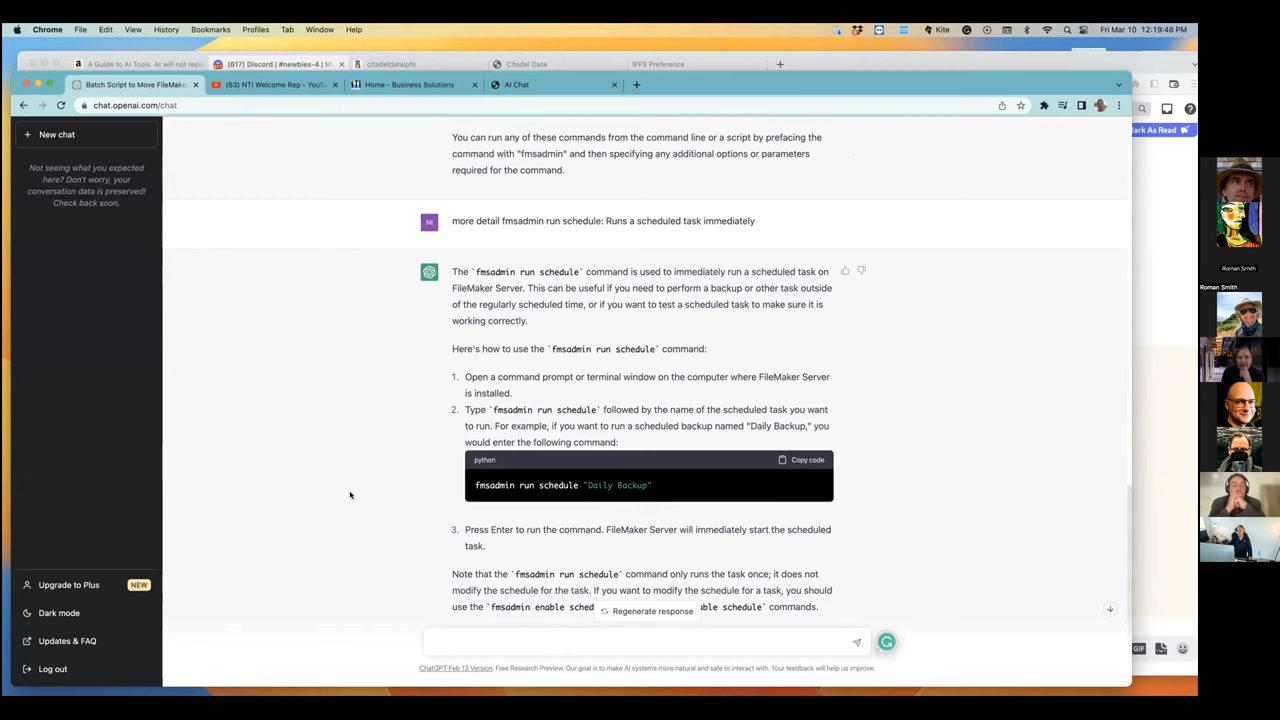 Chrome File Edit View History Bookmarks Profiles Tab Window Help
Kite
Fri Mar 10 12:19:48 PM
A Guide to AI Tools. AI will not repl
(617) Discord | #newbies-4 | M
citadeldataipfs
Citadel Data
IPFS Preference
Batch Script to Move FileMake
(63) NTI Welcome Rep - YouTu
Home - Business Solutions
AI Chat
chat.openai.com/chat
ark As Read
New chat
Not seeing what you expected
here? Don't worry, your
conversation data is preserved!
Check back soon.
You can run any of these commands from the command line or a script by prefacing the
command with "fmsadmin" and then specifying any additional options or parameters
required for the command.
NI
more detail fmsadmin run schedule: Runs a scheduled task immediately
The `fmsadmin run schedule` command is used to immediately run a scheduled task on
FileMaker Server. This can be useful if you need to perform a backup or other task outside
of the regularly scheduled time, or if you want to test a scheduled task to make sure it is
working correctly.
Here's how to use the `fmsadmin run schedule` command:
1. Open a command prompt or terminal window on the computer where FileMaker Server
is installed.
2. Type `fmsadmin run schedule` followed by the name of the scheduled task you want
to run. For example, if you want to run a scheduled backup named "Daily Backup," you
would enter the following command:
python
Copy code
fmsadmin run schedule "Daily Backup"
3. Press Enter to run the command. FileMaker Server will immediately start the scheduled
task.
Note that the `fmsadmin run schedule` command only runs the task once; it does not
modify the schedule for the task. If you want to modify the schedule for a task, you should
use the `fmsadmin enable sched
able schedule` commands.
Regenerate response
Upgrade to Plus
NEW
Dark mode
Updates & FAQ
Log out
ChatGPT Feb 13 Version. Free Research Preview. Our goal is to make AI systems more natural and safe to interact with. Your feedback will help us improve.
GIF
Roman Smith
Roman Smith